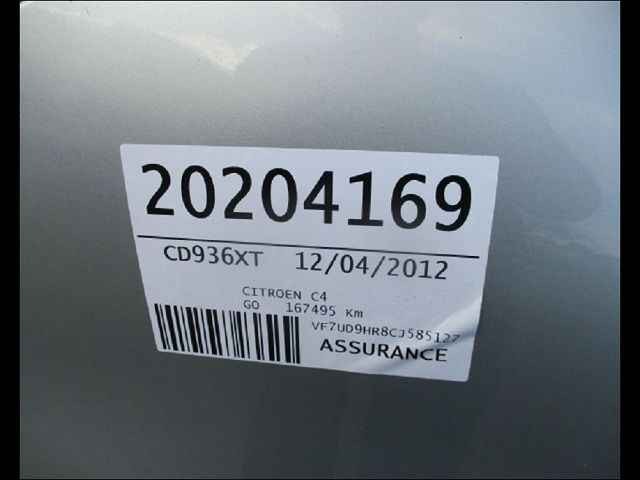 20204169
CD936XT 12/04/2012
CITROEN C4
GO 167495 Km
VF7UD9HR8CJ585127
ASSURANCE